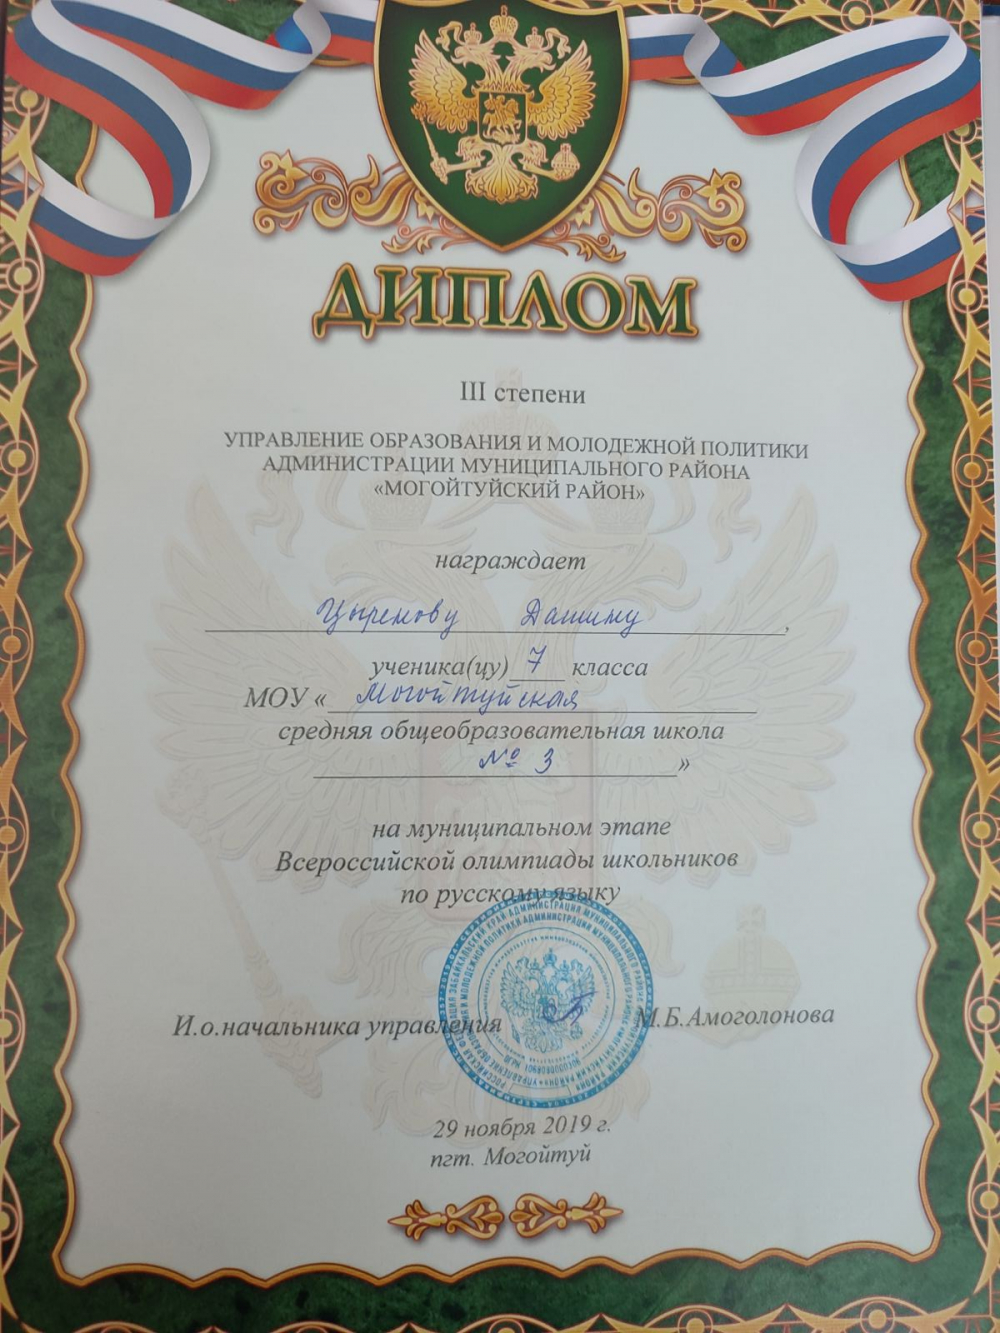 ДИПЛОМ
III степени
УПРАВЛЕНИЕ ОБРАЗОВАНИЯ И МОЛОДЕЖНОЙ ПОЛИТИКИ
АДМИНИСТРАЦИИ МУНИЦИПАЛЬНОГО РАЙОНА
«МОГОЙТУЙСКИЙ РАЙОН»
награждает
Цыренову Дашиму,
ученика(цу) 7 класса
МОУ « Могойтуйская
средняя общеобразовательная школа
№ 3 »
на муниципальном этапе
Всероссийской олимпиады школьников
по русскому языку
И.о.начальника управления М.Б.Амоголонова
29 ноября 2019 г.
пгт. Могойтуй